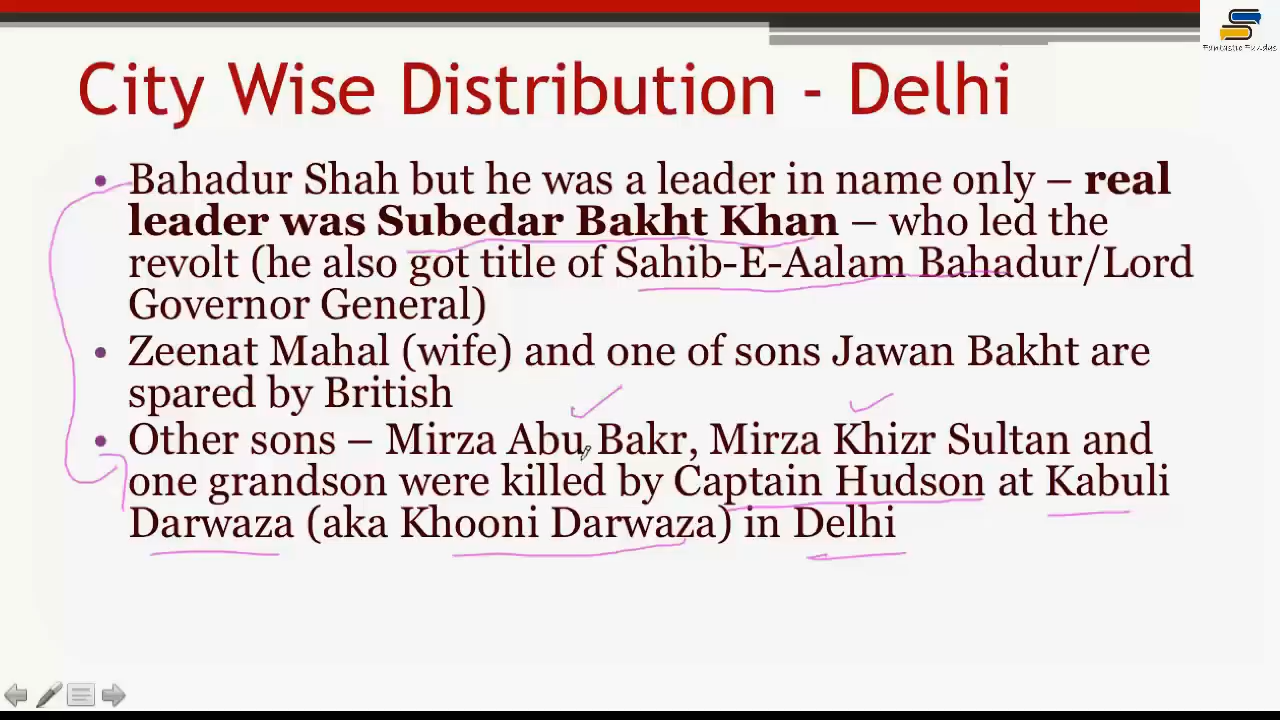 Fantastic Exodus
City Wise Distribution - Delhi
• Bahadur Shah but he was a leader in name only – real
leader was Subedar Bakht Khan – who led the
revolt (he also got title of Sahib-E-Aalam Bahadur/Lord
Governor General)
• Zeenat Mahal (wife) and one of sons Jawan Bakht are
spared by British
• Other sons – Mirza Abu Bakr, Mirza Khizr Sultan and
one grandson were killed by Captain Hudson at Kabuli
Darwaza (aka Khooni Darwaza) in Delhi